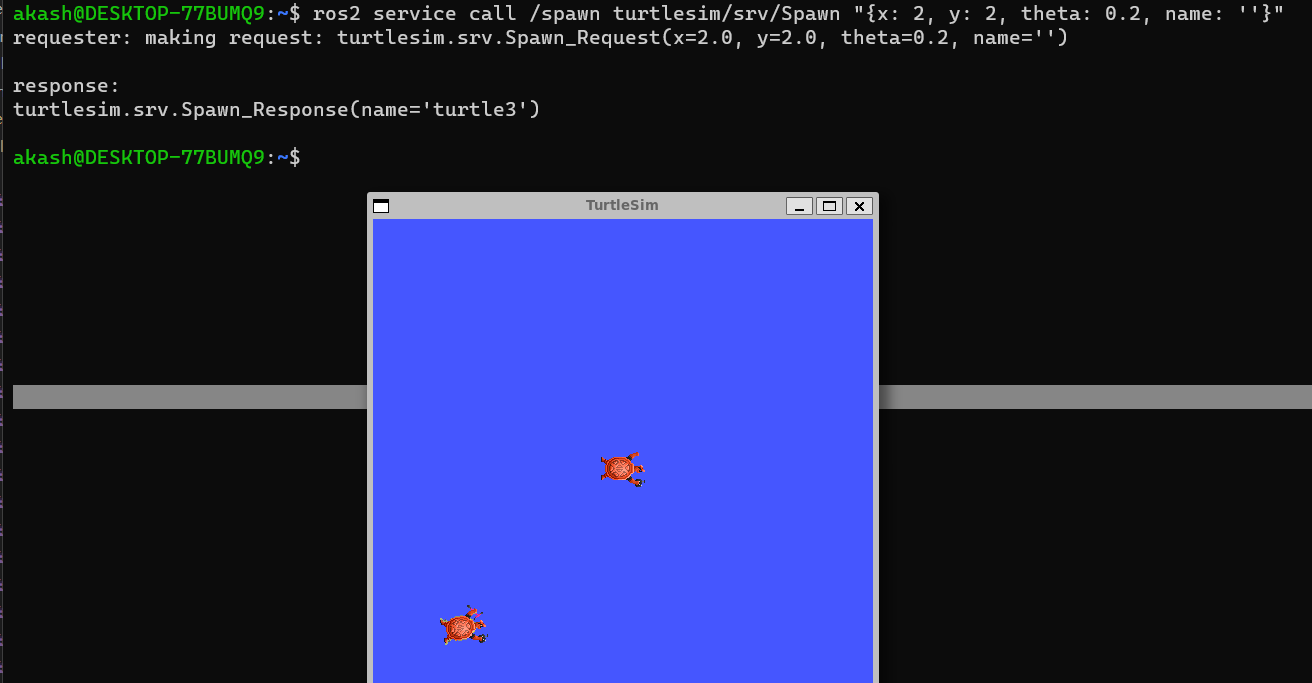 akash@DESKTOP-77BUMQ9:~$ ros2 service call /spawn turtlesim/srv/Spawn "{x: 2, y: 2, theta: 0.2, name: ''}"
requester: making request: turtlesim.srv.Spawn_Request(x=2.0, y=2.0, theta=0.2, name='')
response:
turtlesim.srv.Spawn_Response(name='turtle3')
akash@DESKTOP-77BUMQ9:~$
TurtleSim